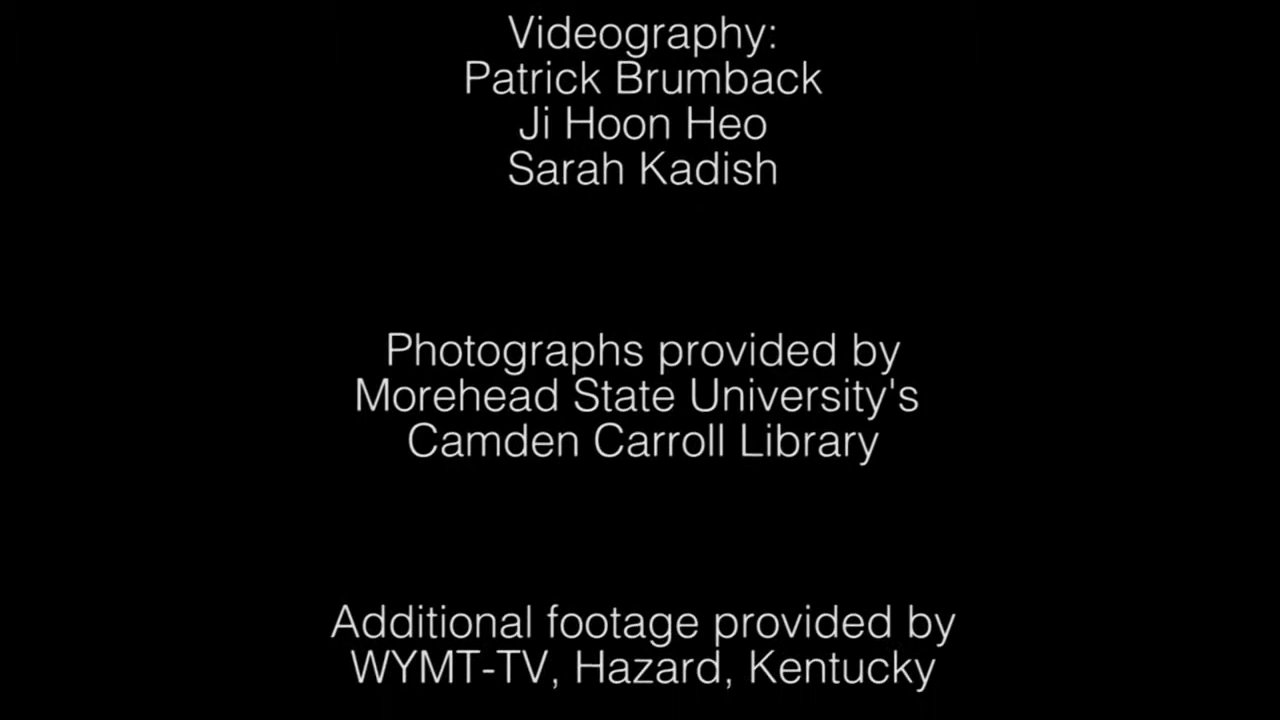 Videography:
Patrick Brumback
Ji Hoon Heo
Sarah Kadish
Photographs provided by
Morehead State University's
Camden Carroll Library
Additional footage provided by
WYMT-TV, Hazard, Kentucky